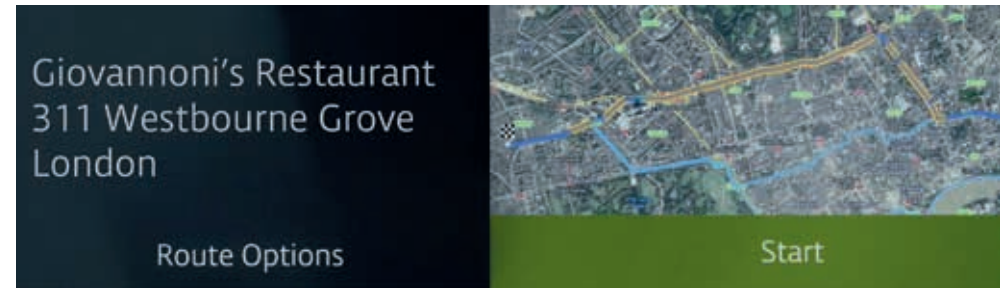 Giovannoni's Restaurant
311 Westbourne Grove
London
Route Options
Start